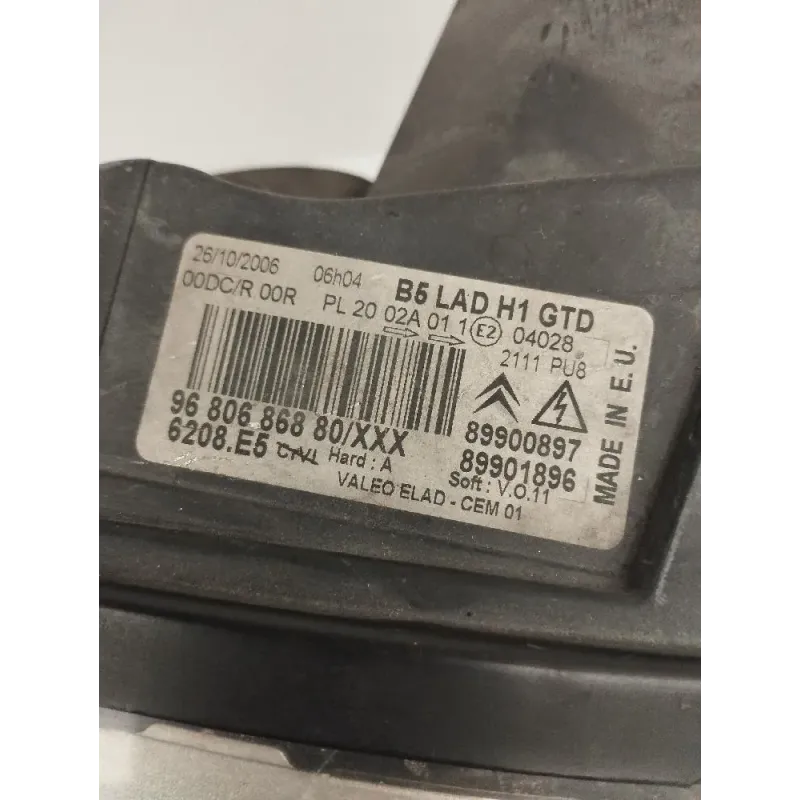 26/10/2006 06h04 B5 LAD H1 GTD
00DC/R 00R PL 20 02A 01 1 E2 04028
2111 PU8
96 806 868 80/XXX 89900897
6208.E5 Hard : A 89901896
Soft : V.O.11
VALEO ELAD - CEM 01
MADE IN E.U.